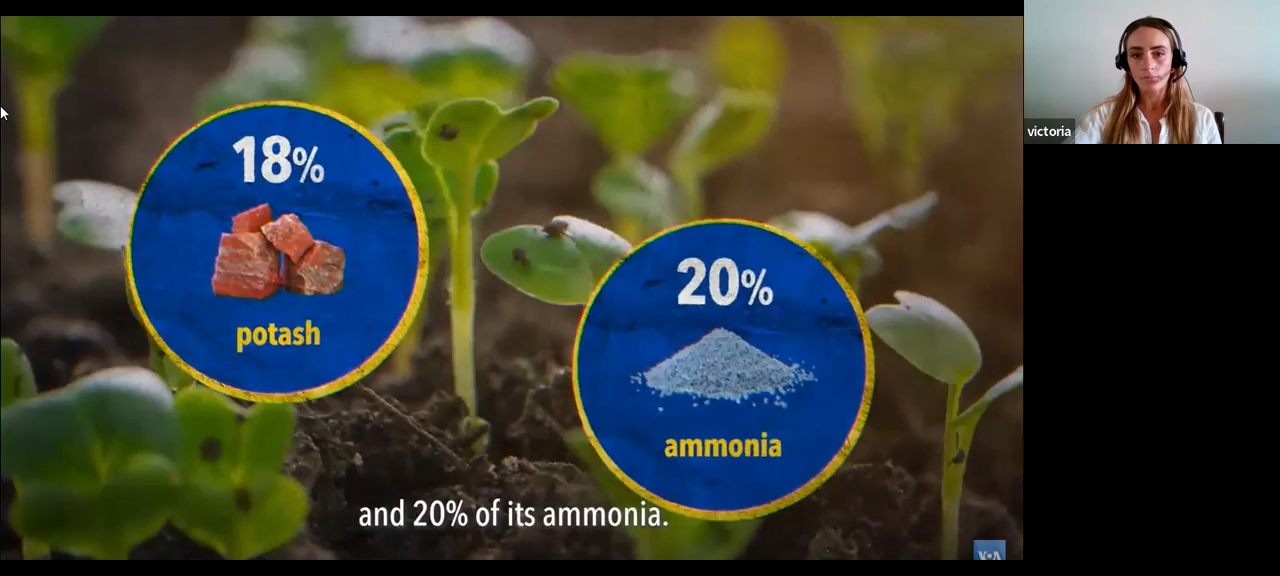 18%
potash
20%
ammonia
and 20% of its ammonia.
VOA
victoria